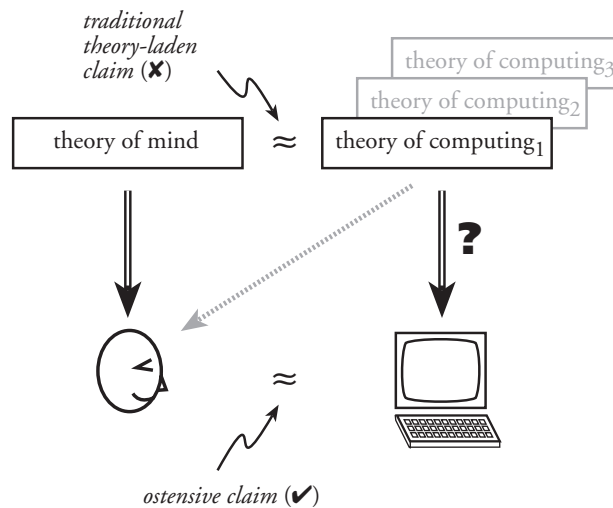 traditional
theory-laden
claim (✘)
theory of computing₃
theory of computing₂
theory of mind
≈
theory of computing₁
?
≈
ostensive claim (✔)